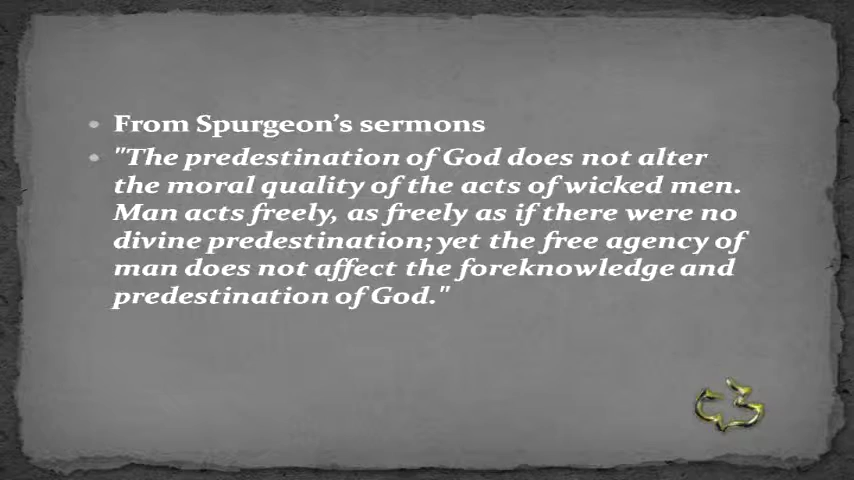 • From Spurgeon’s sermons
• "The predestination of God does not alter
the moral quality of the acts of wicked men.
Man acts freely, as freely as if there were no
divine predestination; yet the free agency of
man does not affect the foreknowledge and
predestination of God."